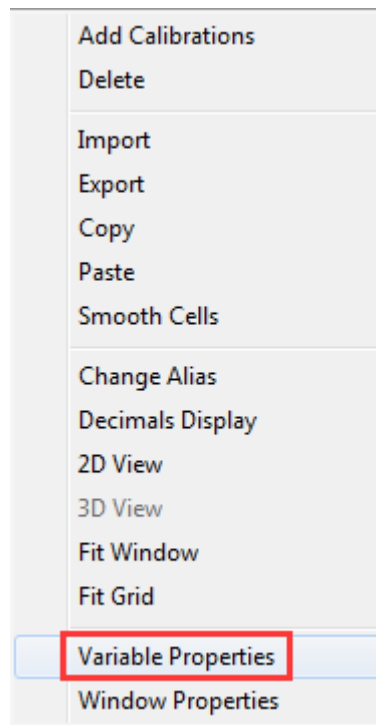 Add Calibrations
Delete
Import
Export
Copy
Paste
Smooth Cells
Change Alias
Decimals Display
2D View
3D View
Fit Window
Fit Grid
Variable Properties
Window Properties